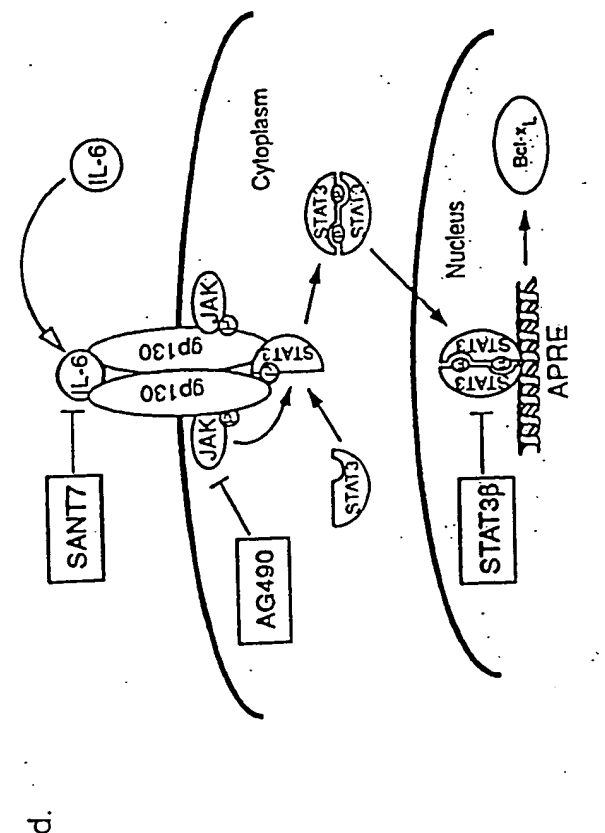 d.
SANT7
IL-6
IL-6
gp130
gp130
JAK
JAK
AG490
STAT3
STAT3
Cytoplasm
STAT3
STAT3
Nucleus
STAT3β
STAT3
STAT3
APRE
Bcl-xL